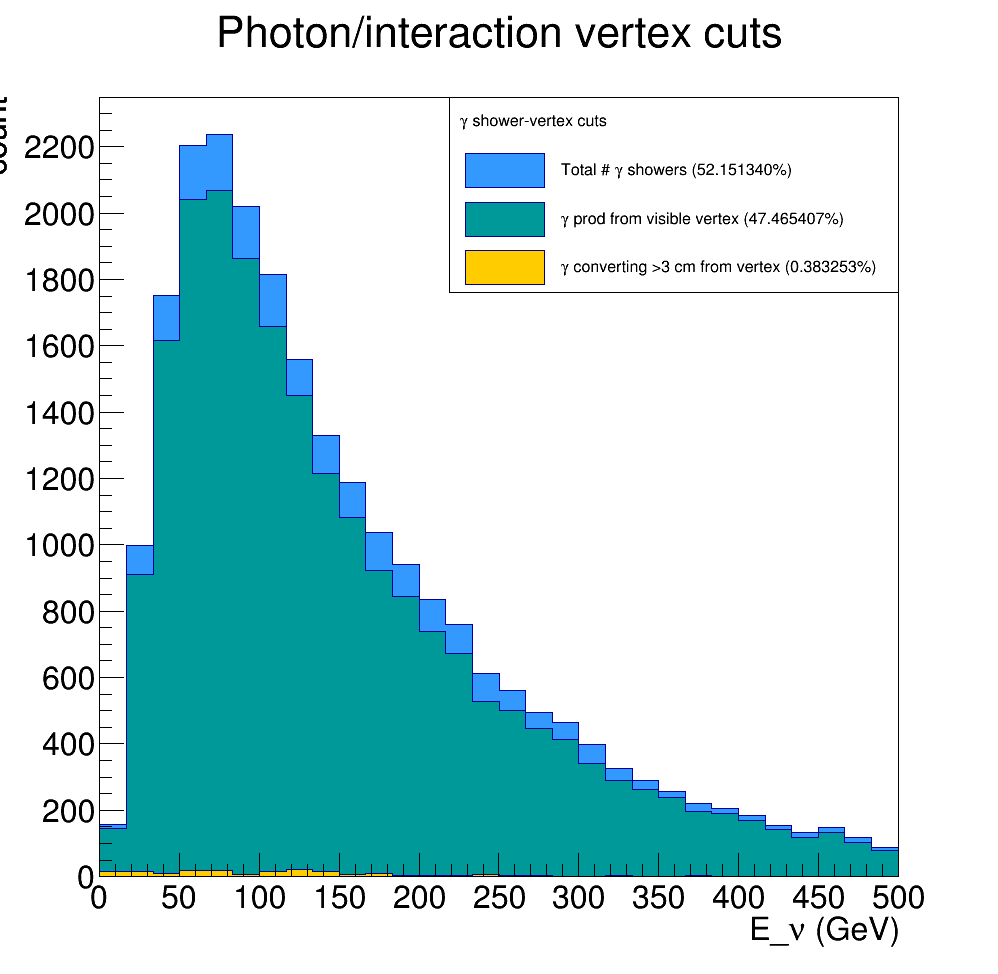 Photon/interaction vertex cuts
count
γ shower-vertex cuts
Total # γ showers (52.151340%)
γ prod from visible vertex (47.465407%)
γ converting >3 cm from vertex (0.383253%)
2200
2000
1800
1600
1400
1200
1000
800
600
400
200
0
0 50 100 150 200 250 300 350 400 450 500
E_ν (GeV)